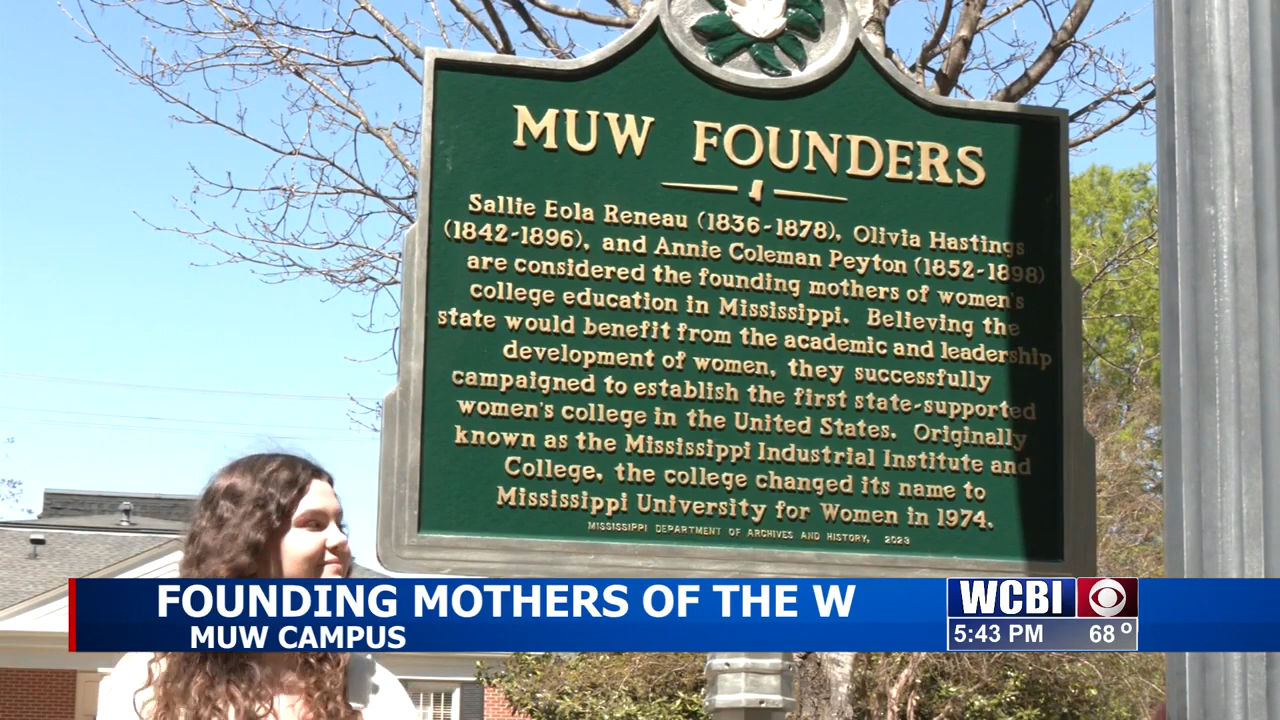 MUW FOUNDERS
Sallie Eola Reneau (1836-1878), Olivia Hastings
(1842-1896), and Annie Coleman Peyton (1852-1898)
are considered the founding mothers of women's
college education in Mississippi. Believing the
state would benefit from the academic and leadership
development of women, they successfully
campaigned to establish the first state-supported
women's college in the United States. Originally
known as the Mississippi Industrial Institute and
College, the college changed its name to
Mississippi University for Women in 1974.
MISSISSIPPI DEPARTMENT OF ARCHIVES AND HISTORY, 2023
FOUNDING MOTHERS OF THE W
MUW CAMPUS
WCBI
5:43 PM 68°